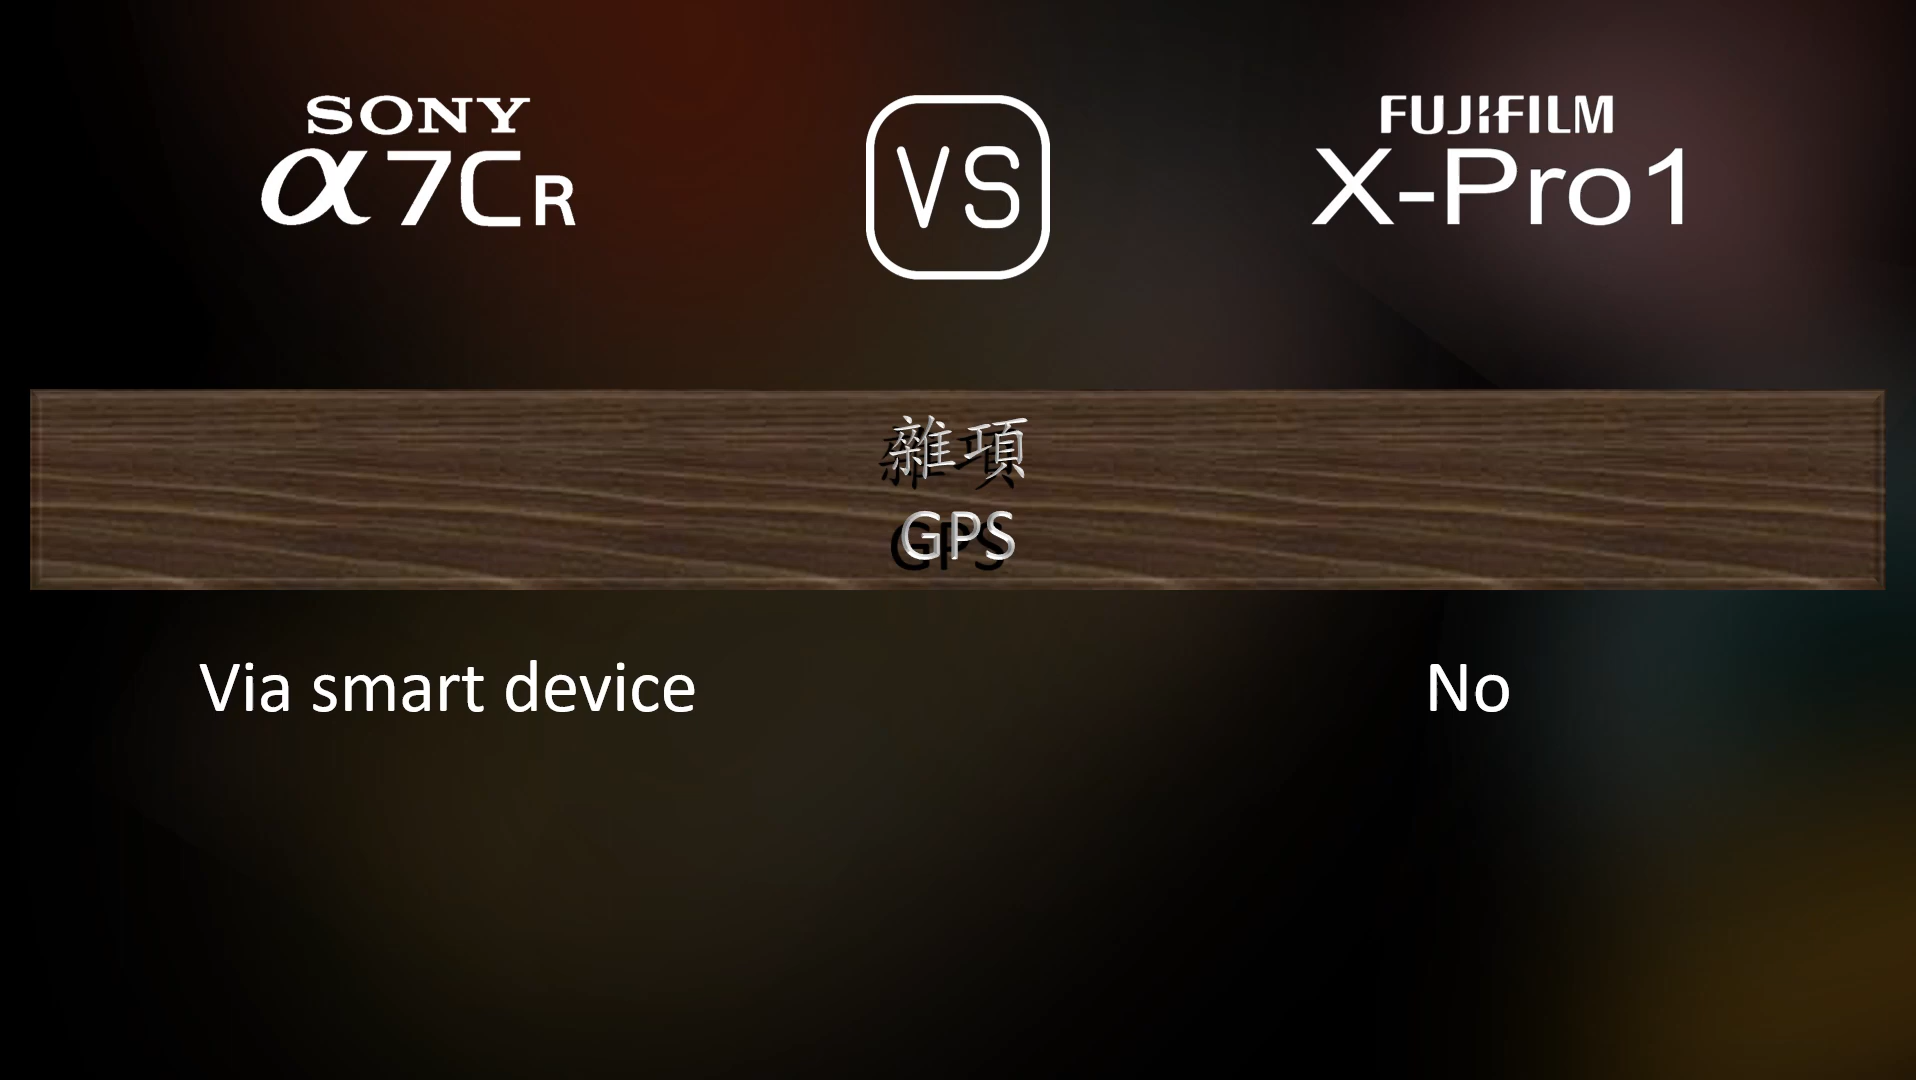 SONY
α7CR
VS
FUJIFILM
X-Pro1
雜項
GPS
Via smart device
No